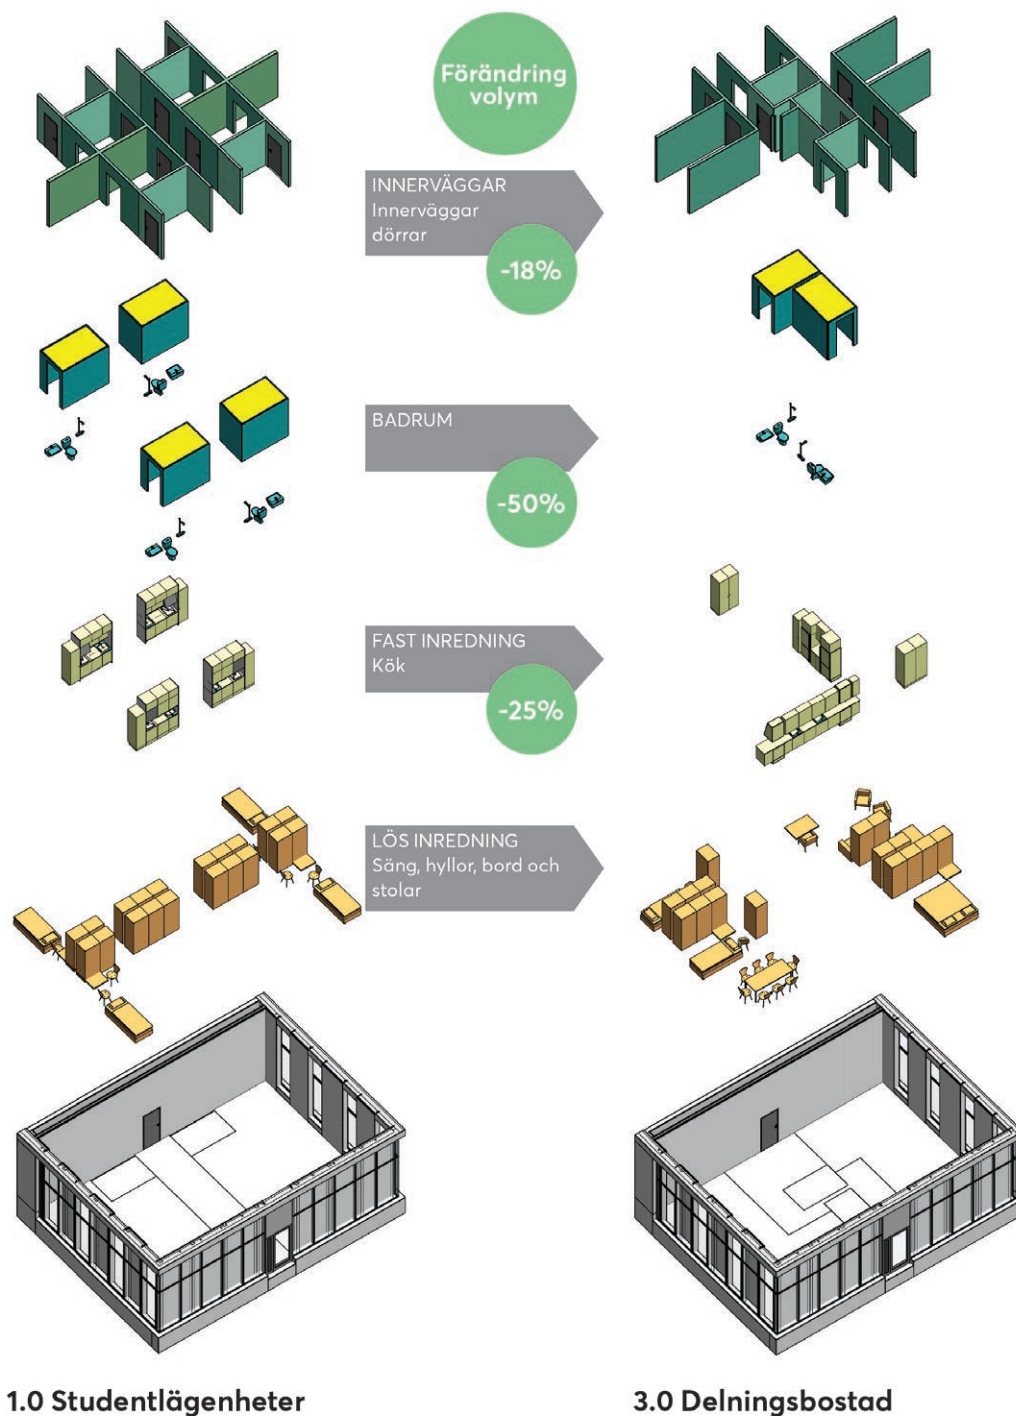 Förändring
volym
INNERVÄGGAR
Innerväggar
dörrar
-18%
BADRUM
-50%
FAST INREDNING
Kök
-25%
LÖS INREDNING
Säng, hyllor, bord och
stolar
1.0 Studentlägenheter
3.0 Delningsbostad